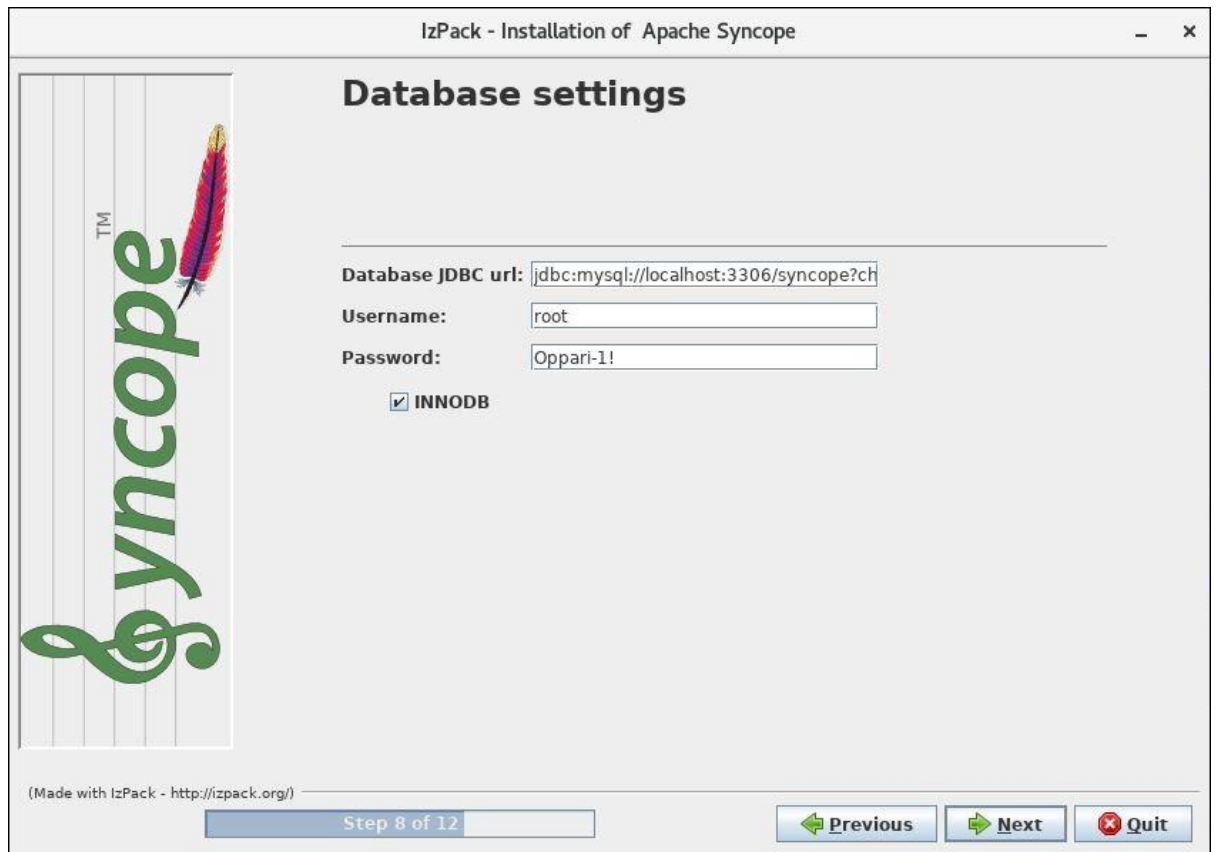 IzPack - Installation of Apache Syncope
Database settings
Syncope TM
Database JDBC url: jdbc:mysql://localhost:3306/syncope?ch
Username: root
Password: Oppari-1!
INNODB
(Made with IzPack - http://izpack.org/)
Step 8 of 12
Previous Next Quit